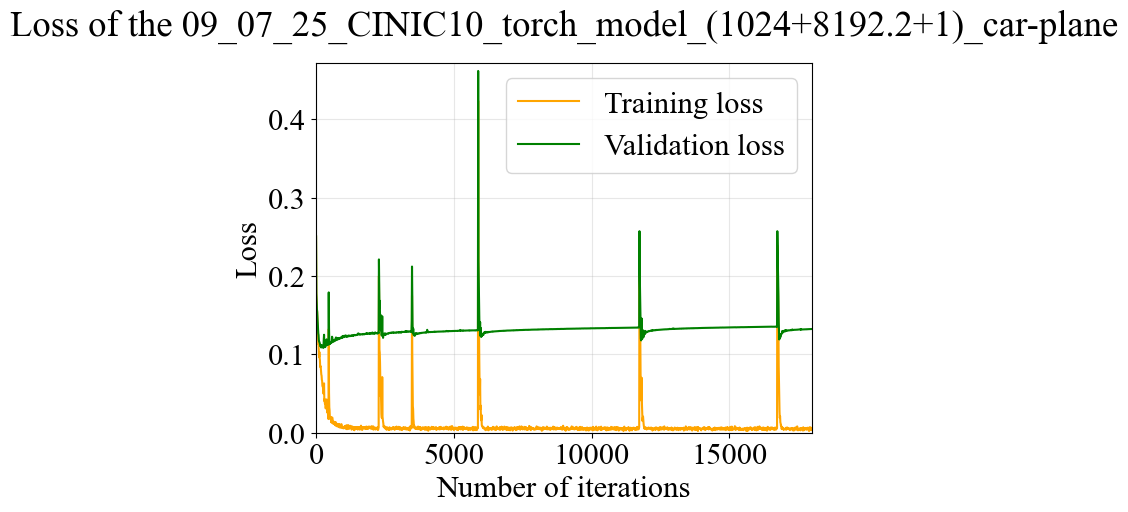 Loss of the 09_07_25_CINIC10_torch_model_(1024+8192.2+1)_car-plane
Training loss
Validation loss
Loss
0.4
0.3
0.2
0.1
0.0
0
5000
10000
15000
Number of iterations